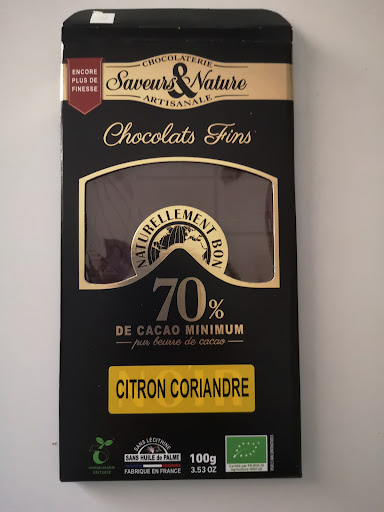 CHOCOLATERIE
Saveurs & Nature
ARTISANALE
ENCORE
PLUS DE
FINESSE
Chocolats Fins
NATURELLEMENT BON
70%
DE CACAO MINIMUM
pur beurre de cacao
CITRON CORIANDRE
SANS LÉCITHINE
SANS HUILE de PALME
FABRIQUÉ EN FRANCE
100g
3.53 OZ